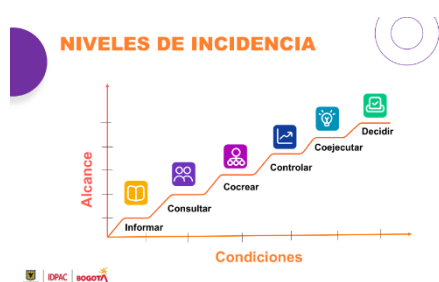 NIVELES DE INCIDENCIA
Alcance
Informar
Consultar
Cocrear
Controlar
Coejecutar
Decidir
Condiciones
IDPAC
BOGOTÁ